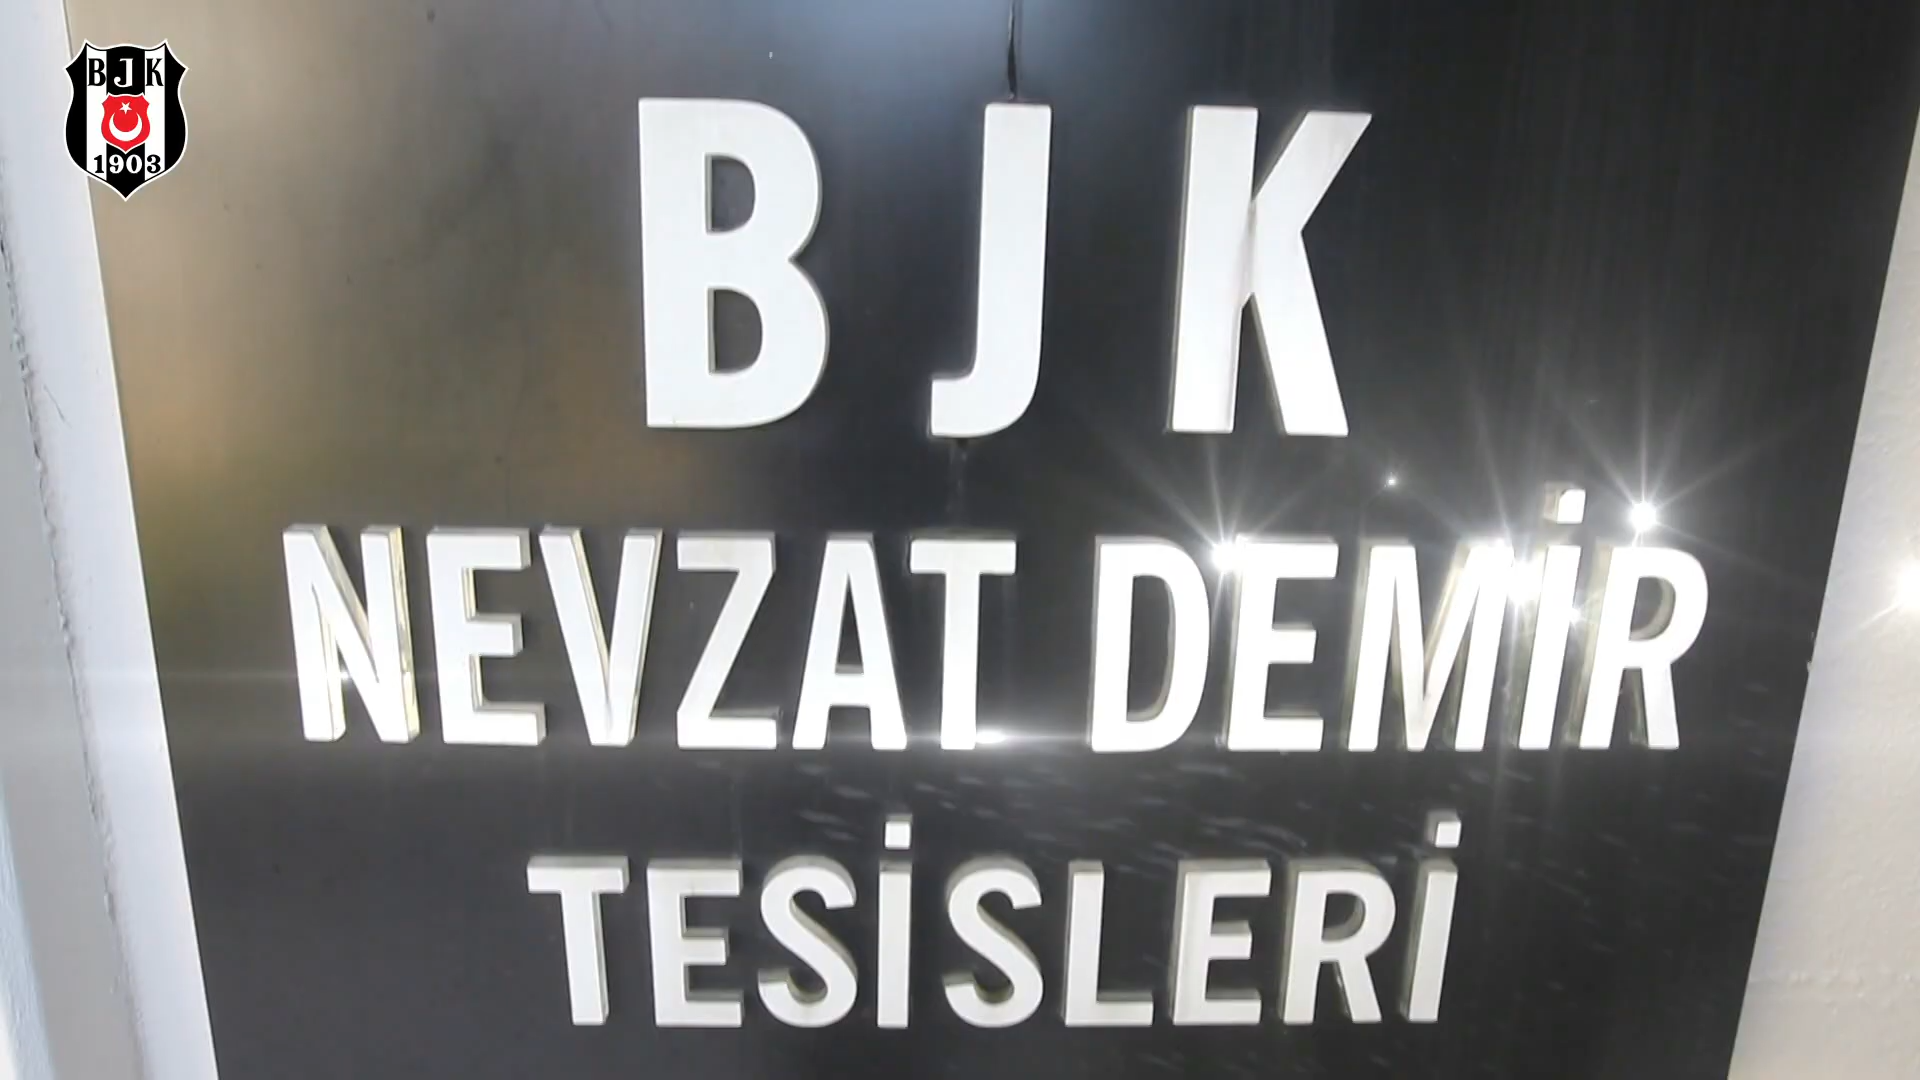 BJK
1903
BJK
NEVZAT DEMİR
TESİSLERİ